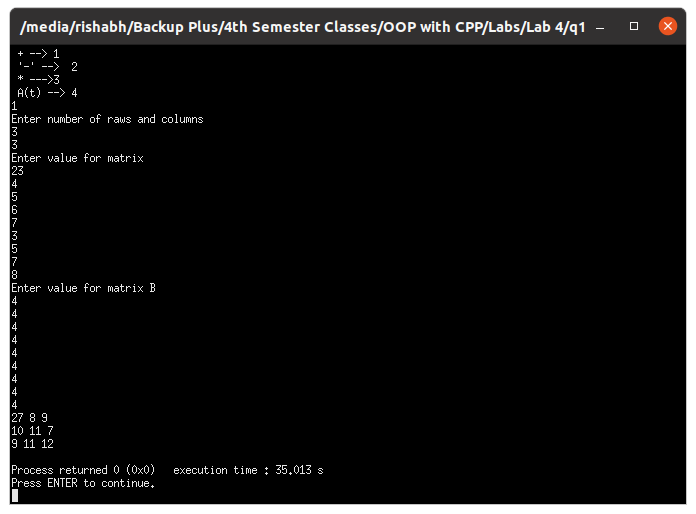 /media/rishabh/Backup Plus/4th Semester Classes/OOP with CPP/Labs/Lab 4/q1
+ --> 1
'-' -->  2
* --->3
A(t) --> 4
1
Enter number of raws and columns
3
3
Enter value for matrix
23
4
5
6
7
3
5
7
8
Enter value for matrix B
4
4
4
4
4
4
4
4
4
27 8 9
10 11 7
9 11 12
Process returned 0 (0x0)   execution time : 35.013 s
Press ENTER to continue.